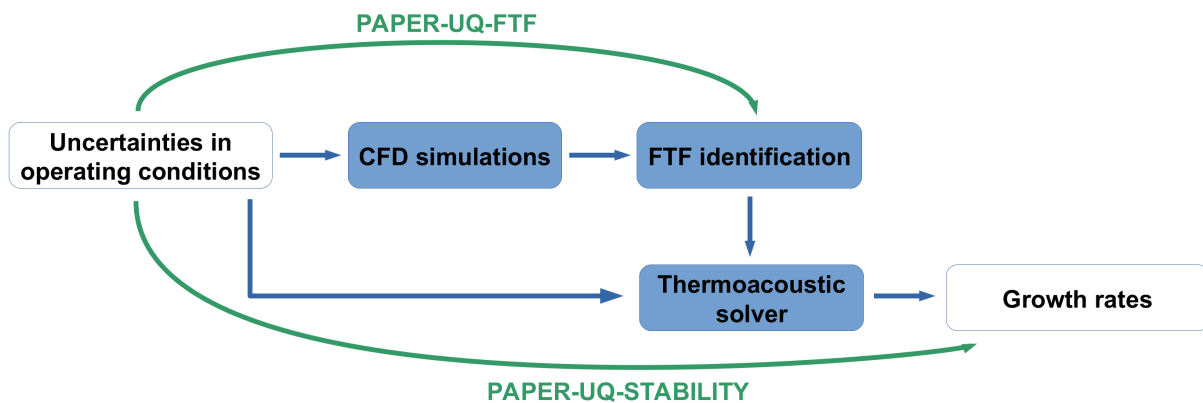 PAPER-UQ-FTF
Uncertainties in
operating conditions
CFD simulations
FTF identification
Thermoacoustic
solver
Growth rates
PAPER-UQ-STABILITY